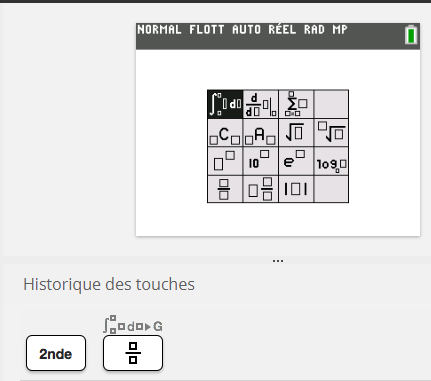 NORMAL FLOTT AUTO RÉEL RAD MP
∫□□□d□ d/d□□|□ Σ□□=□□
□C□ □A□ √□ □√□
□□ 10□ e□ log□□
□/□ □□/□ |□|
...
Historique des touches
∫□□□d□▸G
2nde □/□